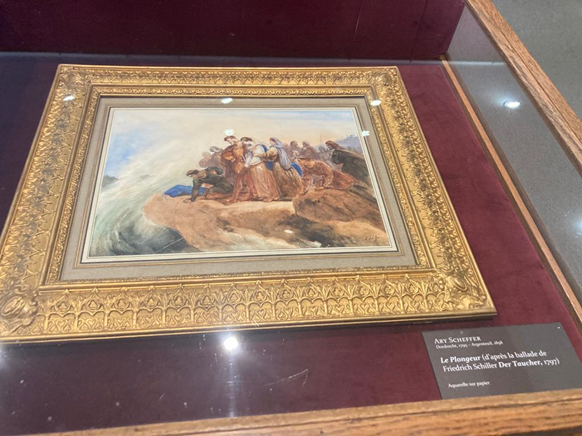 ARY SCHEFFER
Dordrecht, 1795 - Argenteuil, 1858
Le Plongeur (d'après la ballade de
Friedrich Schiller Der Taucher, 1797)
Aquarelle sur papier